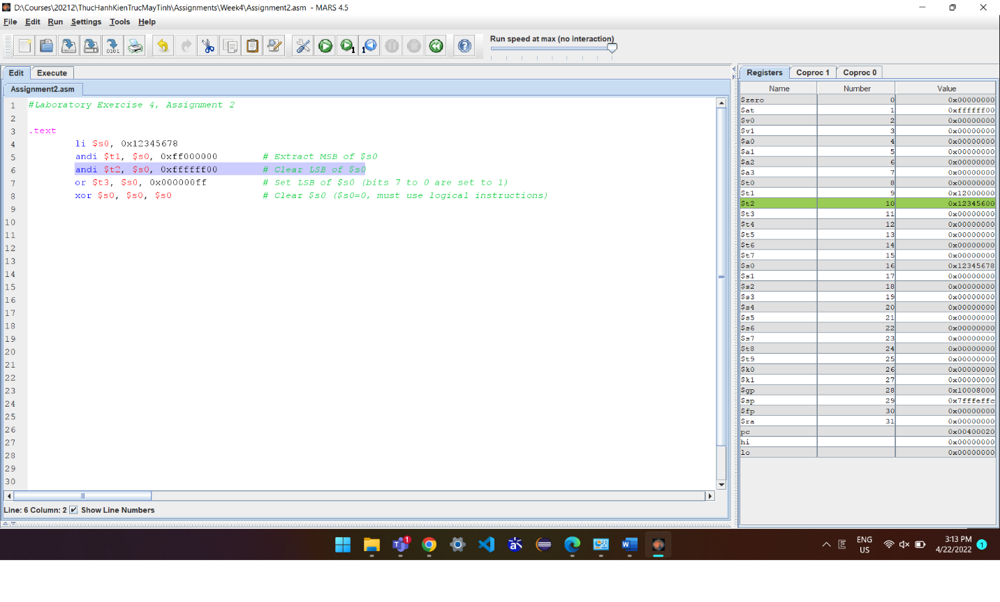 D:\Courses\20212\ThucHanhKienTrucMayTinh\Assignments\Week4\Assignment2.asm - MARS 4.5
File Edit Run Settings Tools Help
Run speed at max (no interaction)
Edit Execute
Assignment2.asm
1 #Laboratory Exercise 4, Assignment 2
2
3 .text
4 li $s0, 0x12345678
5 andi $t1, $s0, 0xff000000 # Extract MSB of $s0
6 andi $t2, $s0, 0xffffff00 # Clear LSB of $s0
7 or $t3, $s0, 0x000000ff # Set LSB of $s0 (bits 7 to 0 are set to 1)
8 xor $s0, $s0, $s0 # Clear $s0 ($s0=0, must use logical instructions)
9
10
11
12
13
14
15
16
17
18
19
20
21
22
23
24
25
26
27
28
29
30
Line: 6 Column: 2 Show Line Numbers
Registers Coproc 1 Coproc 0
Name Number Value
$zero 0 0x00000000
$at 1 0xffffff00
$v0 2 0x00000000
$v1 3 0x00000000
$a0 4 0x00000000
$a1 5 0x00000000
$a2 6 0x00000000
$a3 7 0x00000000
$t0 8 0x00000000
$t1 9 0x12000000
$t2 10 0x12345600
$t3 11 0x00000000
$t4 12 0x00000000
$t5 13 0x00000000
$t6 14 0x00000000
$t7 15 0x00000000
$s0 16 0x12345678
$s1 17 0x00000000
$s2 18 0x00000000
$s3 19 0x00000000
$s4 20 0x00000000
$s5 21 0x00000000
$s6 22 0x00000000
$s7 23 0x00000000
$t8 24 0x00000000
$t9 25 0x00000000
$k0 26 0x00000000
$k1 27 0x00000000
$gp 28 0x10008000
$sp 29 0x7fffeffc
$fp 30 0x00000000
$ra 31 0x00000000
pc 0x00400020
hi 0x00000000
lo 0x00000000
ENG
US
3:13 PM
4/22/2022
1